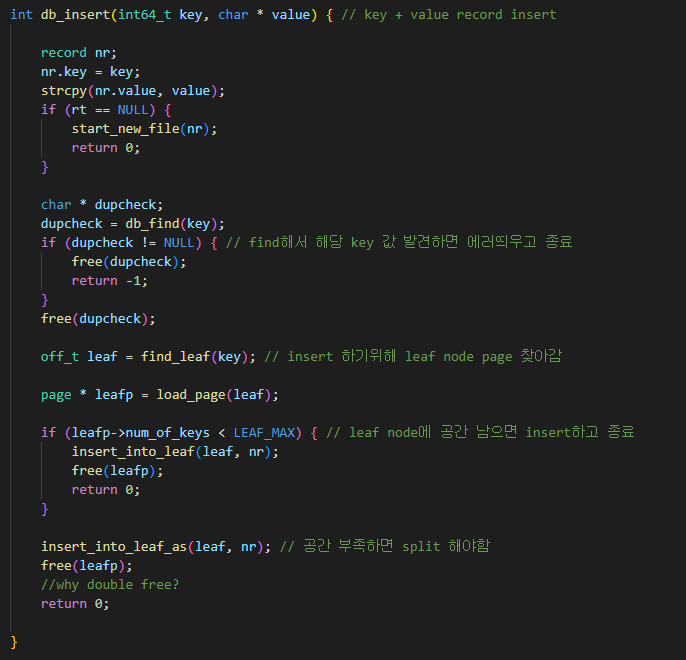 int db_insert(int64_t key, char * value) { // key + value record insert
record nr;
nr.key = key;
strcpy(nr.value, value);
if (rt == NULL) {
start_new_file(nr);
return 0;
}
char * dupcheck;
dupcheck = db_find(key);
if (dupcheck != NULL) { // find해서 해당 key 값 발견하면 에러띄우고 종료
free(dupcheck);
return -1;
}
free(dupcheck);
off_t leaf = find_leaf(key); // insert 하기위해 leaf node page 찾아감
page * leafp = load_page(leaf);
if (leafp->num_of_keys < LEAF_MAX) { // leaf node에 공간 남으면 insert하고 종료
insert_into_leaf(leaf, nr);
free(leafp);
return 0;
}
insert_into_leaf_as(leaf, nr); // 공간 부족하면 split 해야함
free(leafp);
//why double free?
return 0;
}